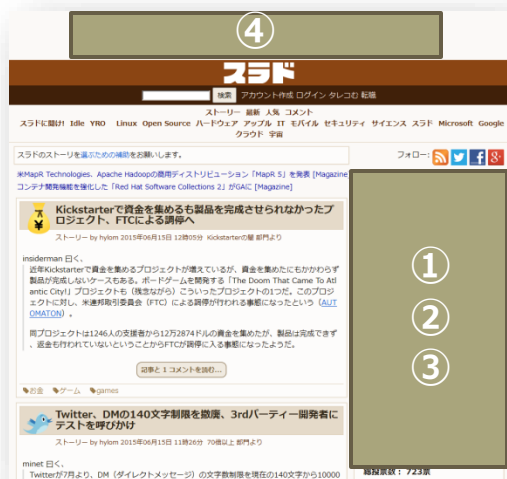 ④
スラド
検索 アカウント作成 ログイン タレコむ 転職
ストーリー 最新 人気 コメント
スラドに聞け! Idle YRO Linux Open Source ハードウェア アップル IT モバイル セキュリティ サイエンス スラド Microsoft Google
クラウド 宇宙
スラドのストーリを選ぶための補助をお願いします。
フォロー:
米MapR Technologies、Apache Hadoopの商用ディストリビューション「MapR 5」を発表 [Magazine
コンテナ開発機能を強化した「Red Hat Software Collections 2」がGAに [Magazine]
Kickstarterで資金を集めるも製品を完成させられなかったプ
ロジェクト、FTCによる調停へ
ストーリー by hylom 2015年06月15日 12時05分 Kickstarterの闇 部門より
insiderman 曰く、
近年Kickstarterで資金を集めるプロジェクトが増えているが、資金を集めたにもかかわらず
製品が完成しないケースもある。ボードゲームを開発する「The Doom That Came To Atl
antic City!」プロジェクトも（残念ながら）こういったプロジェクトの1つだ。このプロジ
ェクトに対し、米連邦取引委員会（FTC）による調停が行われる事態になったという（AUT
OMATON）。
同プロジェクトは1246人の支援者から12万2874ドルの資金を集めたが、製品は完成できず
、返金も行われていないということからFTCが調停に入る事態になったようだ。
記事と 1 コメントを読む...
お金 ゲーム games
Twitter、DMの140文字制限を撤廃、3rdパーティー開発者に
テストを呼びかけ
ストーリー by hylom 2015年06月15日 11時26分 70倍以上 部門より
minet 曰く、
Twitterが7月より、DM（ダイレクトメッセージ）の文字数制限を現在の140文字から10000
①
②
③
総投票数： 723票